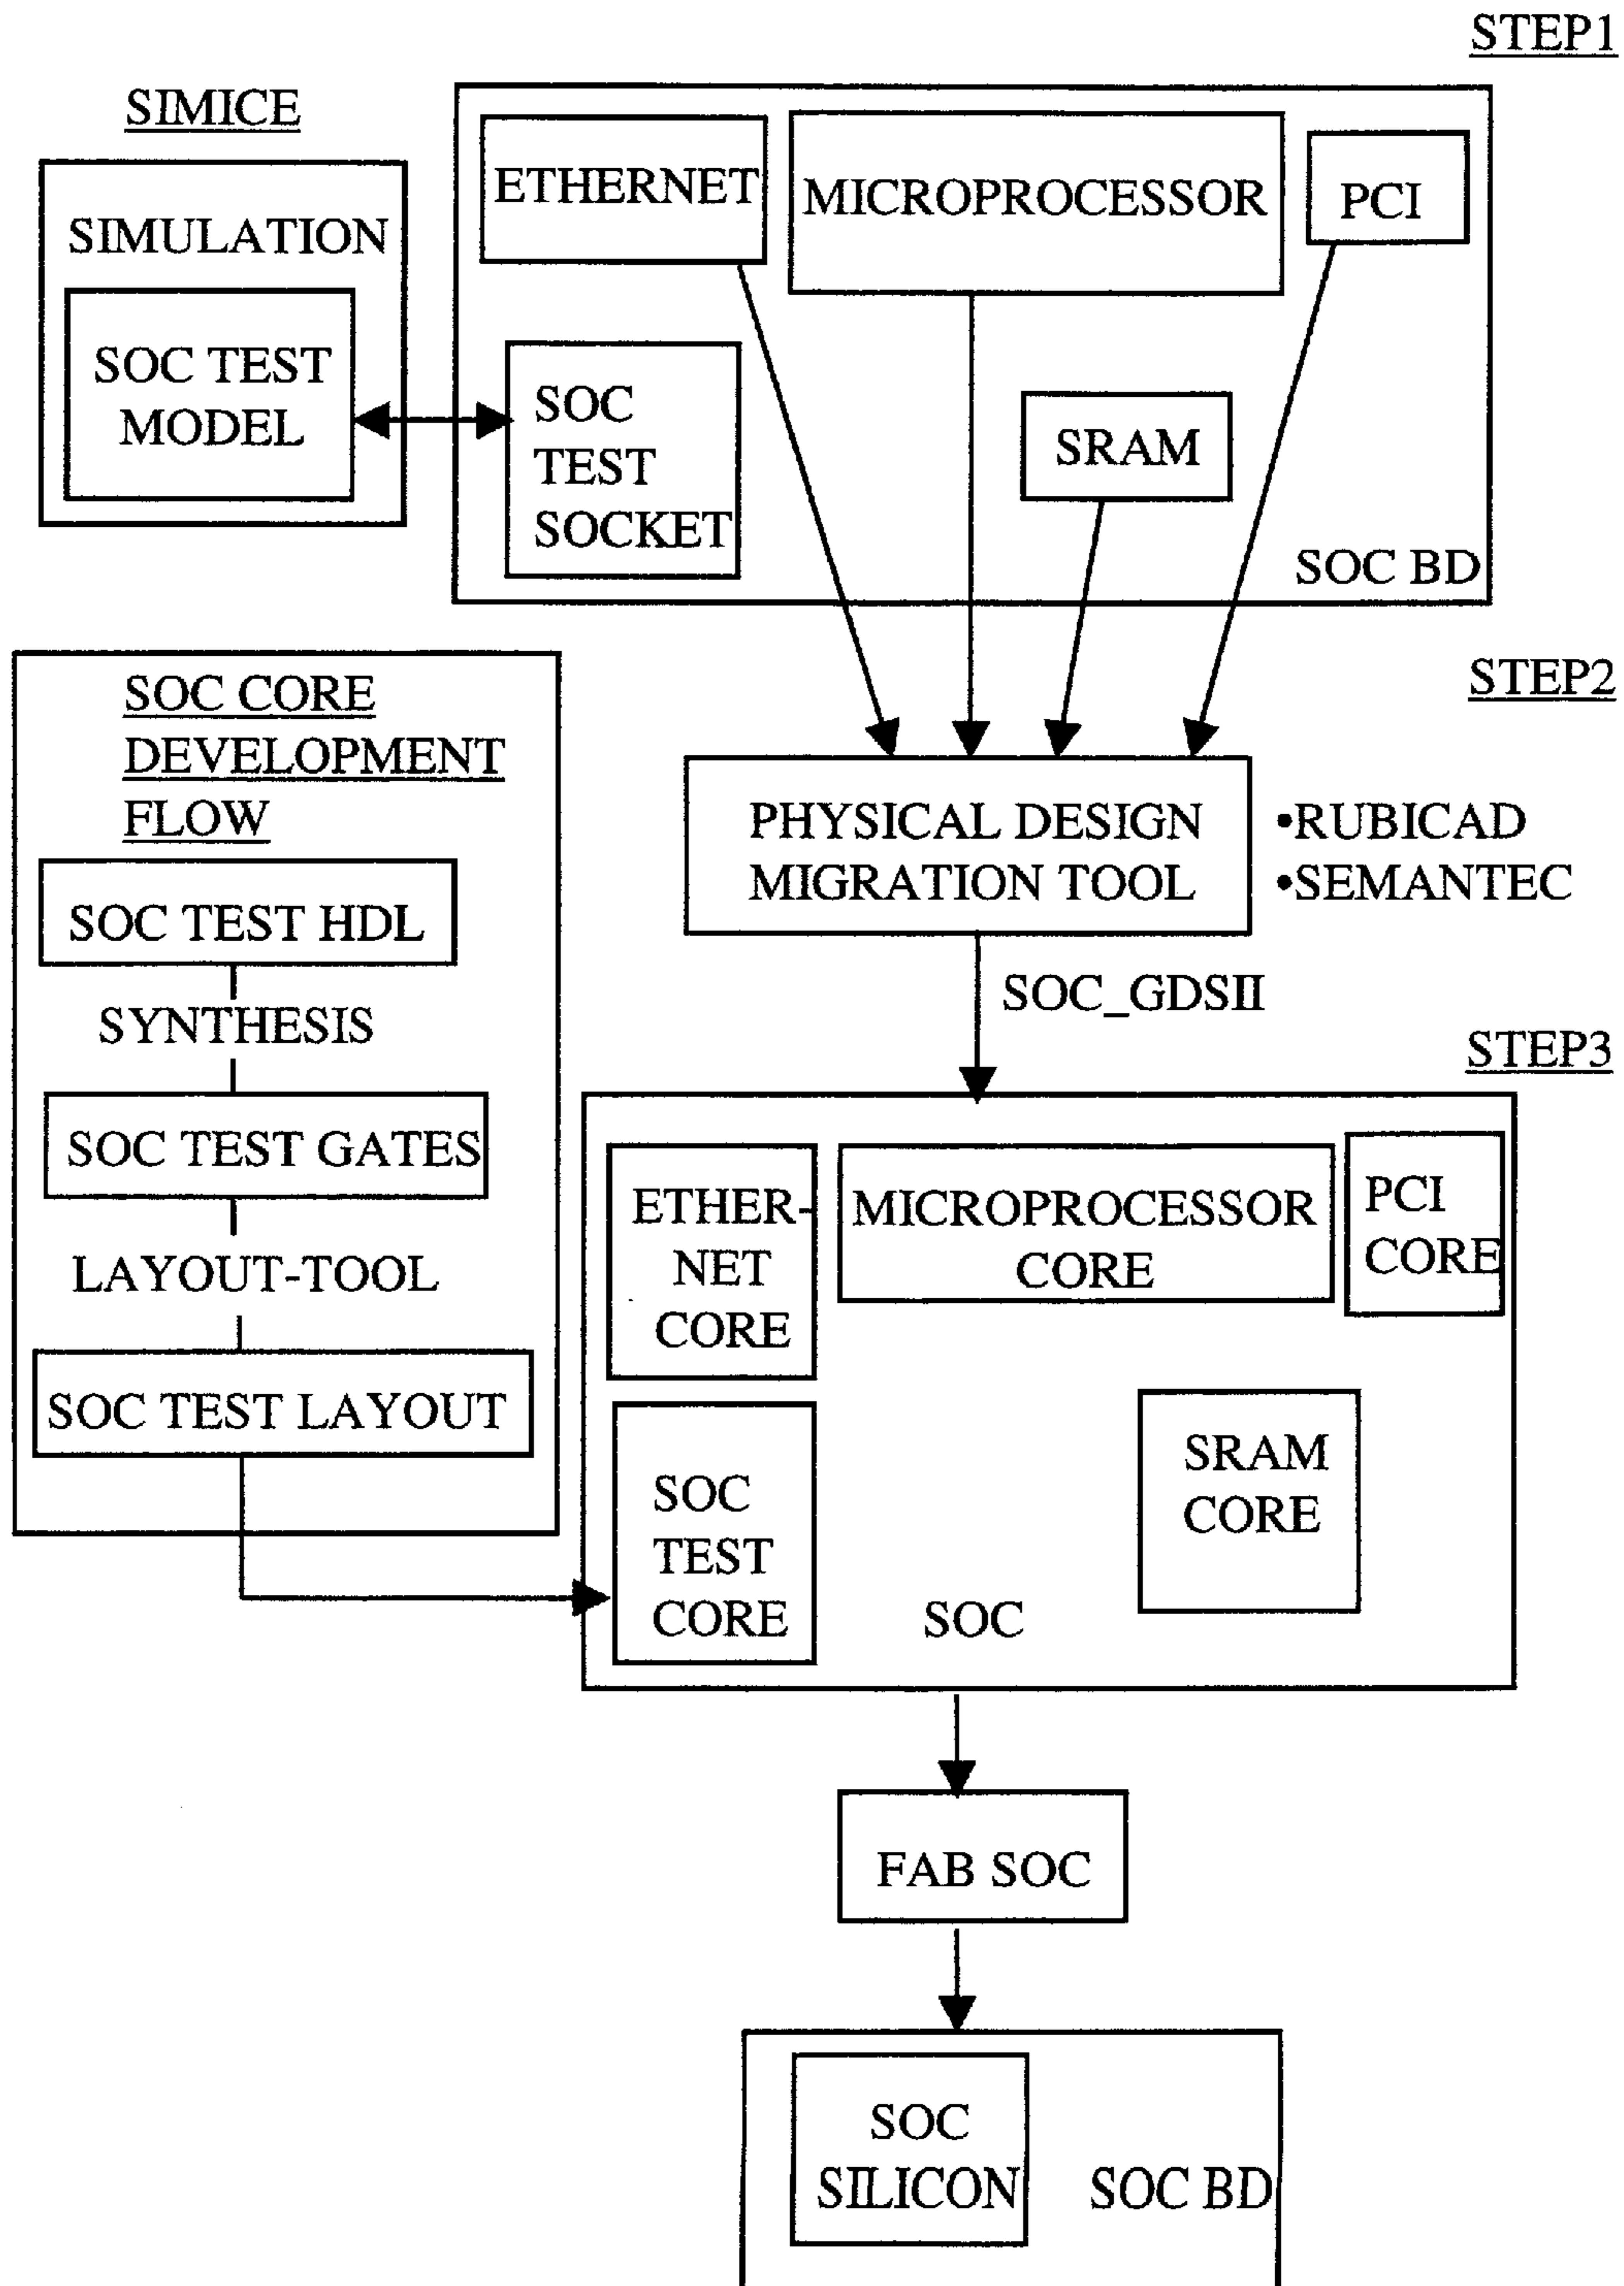 STEP1
SIMICE
SIMULATION
SOC TEST
MODEL
ETHERNET
MICROPROCESSOR
PCI
SOC
TEST
SOCKET
SRAM
SOC BD
STEP2
SOC CORE
DEVELOPMENT
FLOW
SOC TEST HDL
SYNTHESIS
SOC TEST GATES
LAYOUT-TOOL
SOC TEST LAYOUT
PHYSICAL DESIGN
MIGRATION TOOL
•RUBICAD
•SEMANTEC
SOC_GDSII
STEP3
ETHER-
NET
CORE
MICROPROCESSOR
CORE
PCI
CORE
SOC
TEST
CORE
SRAM
CORE
SOC
FAB SOC
SOC
SILICON
SOC BD